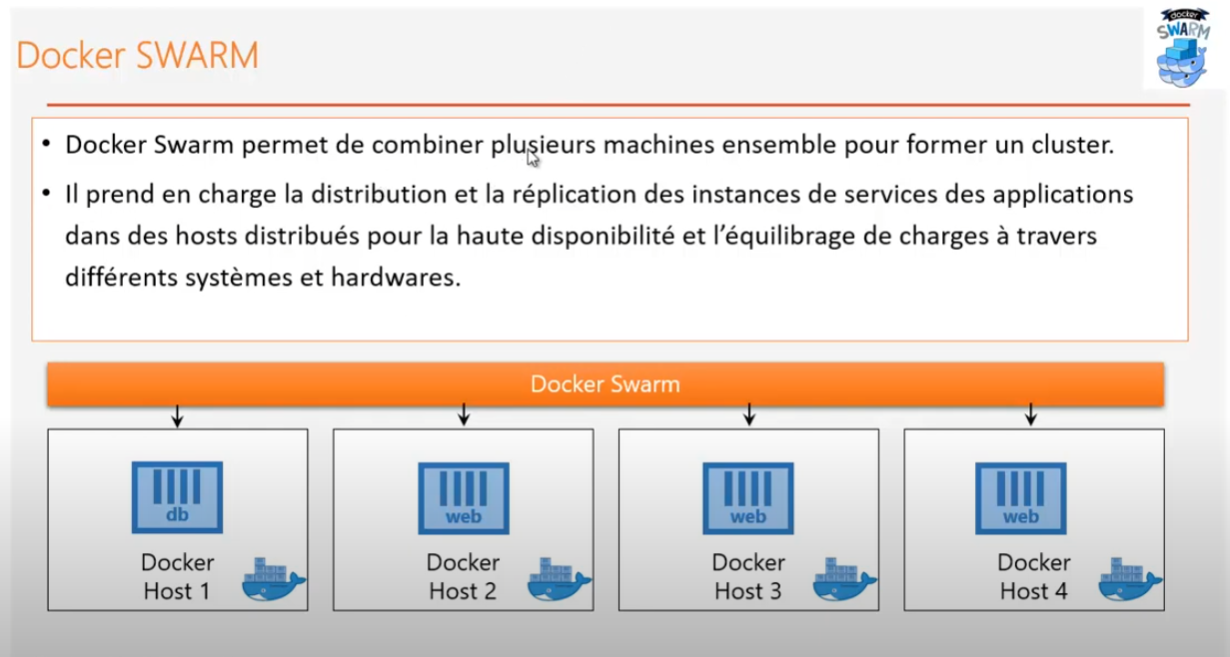 docker
SWARM
Docker SWARM
• Docker Swarm permet de combiner plusieurs machines ensemble pour former un cluster.
• Il prend en charge la distribution et la réplication des instances de services des applications
dans des hosts distribués pour la haute disponibilité et l’équilibrage de charges à travers
différents systèmes et hardwares.
Docker Swarm
db
Docker
Host 1
web
Docker
Host 2
web
Docker
Host 3
web
Docker
Host 4